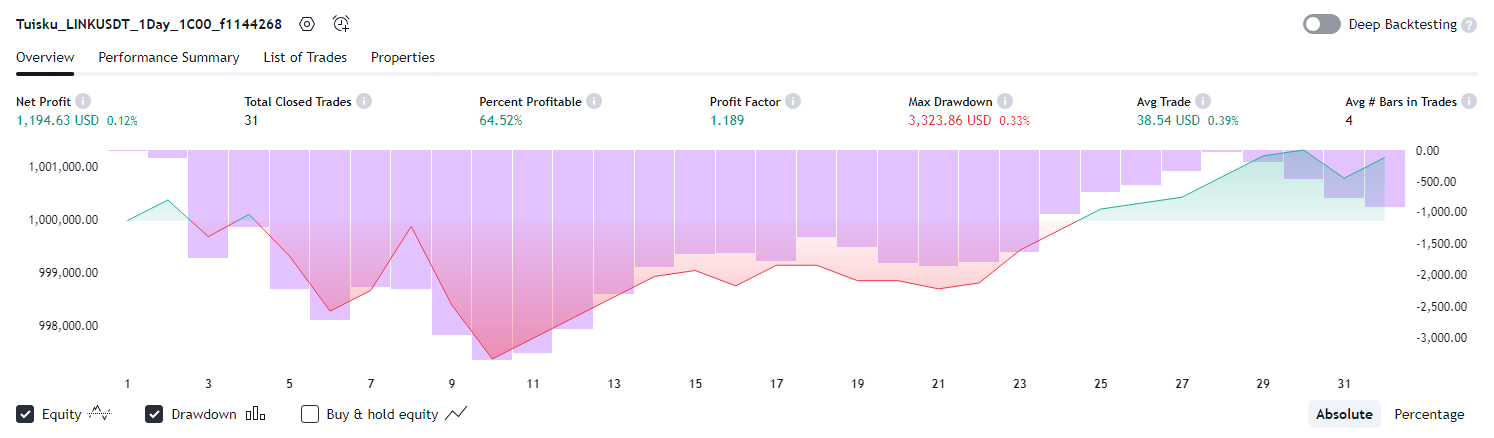 Tuisku_LINKUSDT_1Day_1C00_f1144268 Deep Backtesting ?
Overview Performance Summary List of Trades Properties
Net Profit i Total Closed Trades i Percent Profitable i Profit Factor i Max Drawdown i Avg Trade i Avg # Bars in Trades i
1,194.63 USD 0.12% 31 64.52% 1.189 3,323.86 USD 0.33% 38.54 USD 0.39% 4
1,001,000.00
1,000,000.00
999,000.00
998,000.00
0.00
-500.00
-1,000.00
-1,500.00
-2,000.00
-2,500.00
-3,000.00
1 3 5 7 9 11 13 15 17 19 21 23 25 27 29 31
Equity Drawdown Buy & hold equity Absolute Percentage